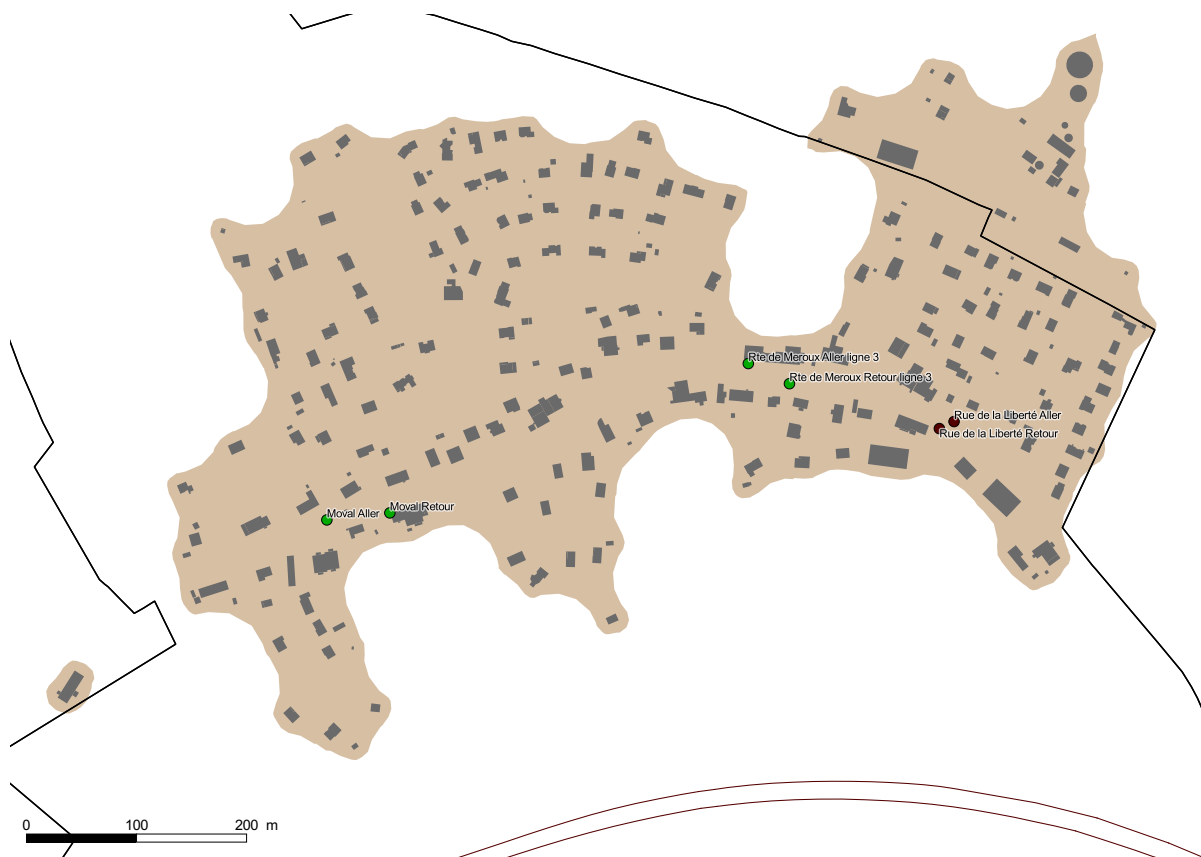 Rte de Meroux Aller ligne 3
Rte de Meroux Retour ligne 3
Rue de la Liberté Aller
Rue de la Liberté Retour
Moval Retour
Moval Aller
0 100 200 m